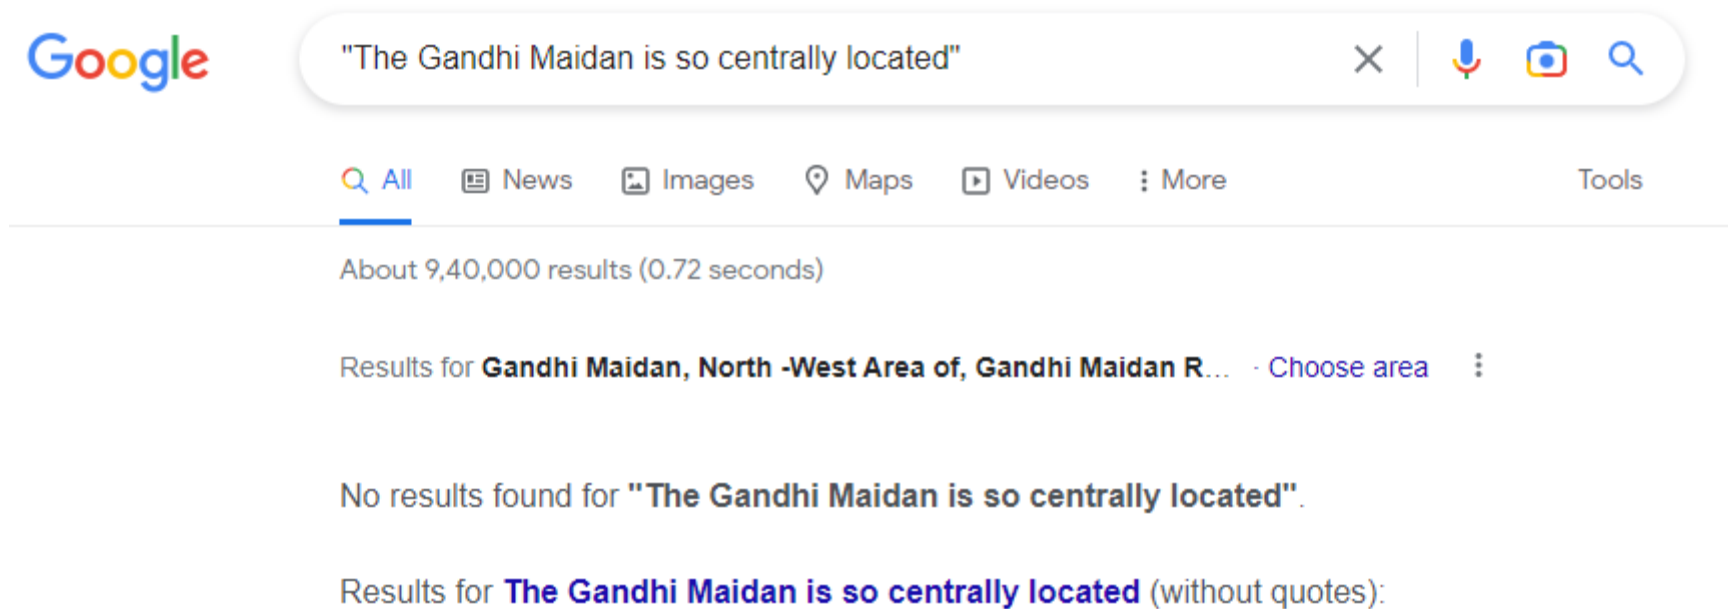 Google "The Gandhi Maidan is so centrally located"
All News Images Maps Videos More Tools
About 9,40,000 results (0.72 seconds)
Results for Gandhi Maidan, North -West Area of, Gandhi Maidan R... · Choose area
No results found for "The Gandhi Maidan is so centrally located".
Results for The Gandhi Maidan is so centrally located (without quotes):